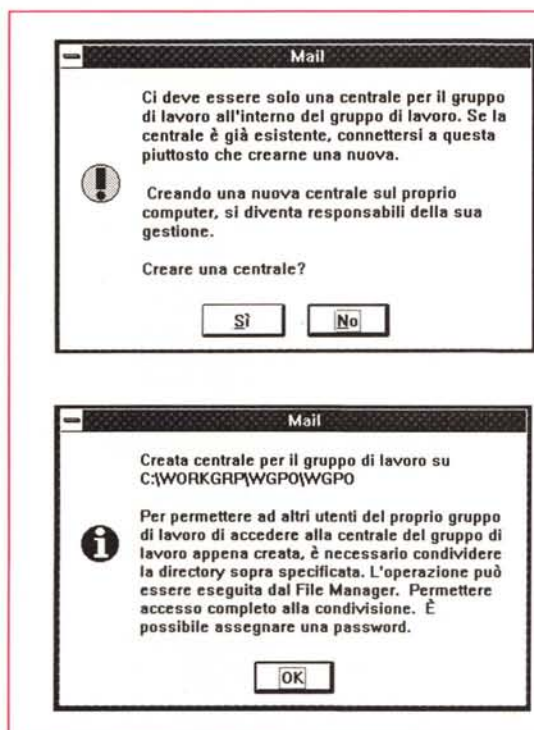 Mail
Ci deve essere solo una centrale per il gruppo
di lavoro all'interno del gruppo di lavoro. Se la
centrale è già esistente, connettersi a questa
piuttosto che crearne una nuova.
Creando una nuova centrale sul proprio
computer, si diventa responsabili della sua
gestione.
Creare una centrale?
Sì No
Mail
Creata centrale per il gruppo di lavoro su
C:\WORKGRP\WGPO\WGPO
Per permettere ad altri utenti del proprio gruppo
di lavoro di accedere alla centrale del gruppo di
lavoro appena creata, è necessario condividere
la directory sopra specificata. L'operazione può
essere eseguita dal File Manager. Permettere
accesso completo alla condivisione. È
possibile assegnare una password.
OK